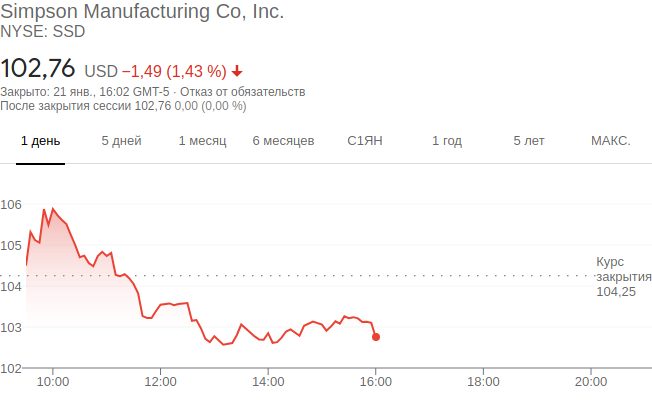 Simpson Manufacturing Co, Inc.
NYSE: SSD
102,76 USD −1,49 (1,43 %)
Закрыто: 21 янв., 16:02 GMT-5 · Отказ от обязательств
После закрытия сессии 102,76 0,00 (0,00 %)
1 день 5 дней 1 месяц 6 месяцев С1ЯН 1 год 5 лет МАКС.
106
105
104
103
102
Курс
закрытия
104,25
10:00 12:00 14:00 16:00 18:00 20:00